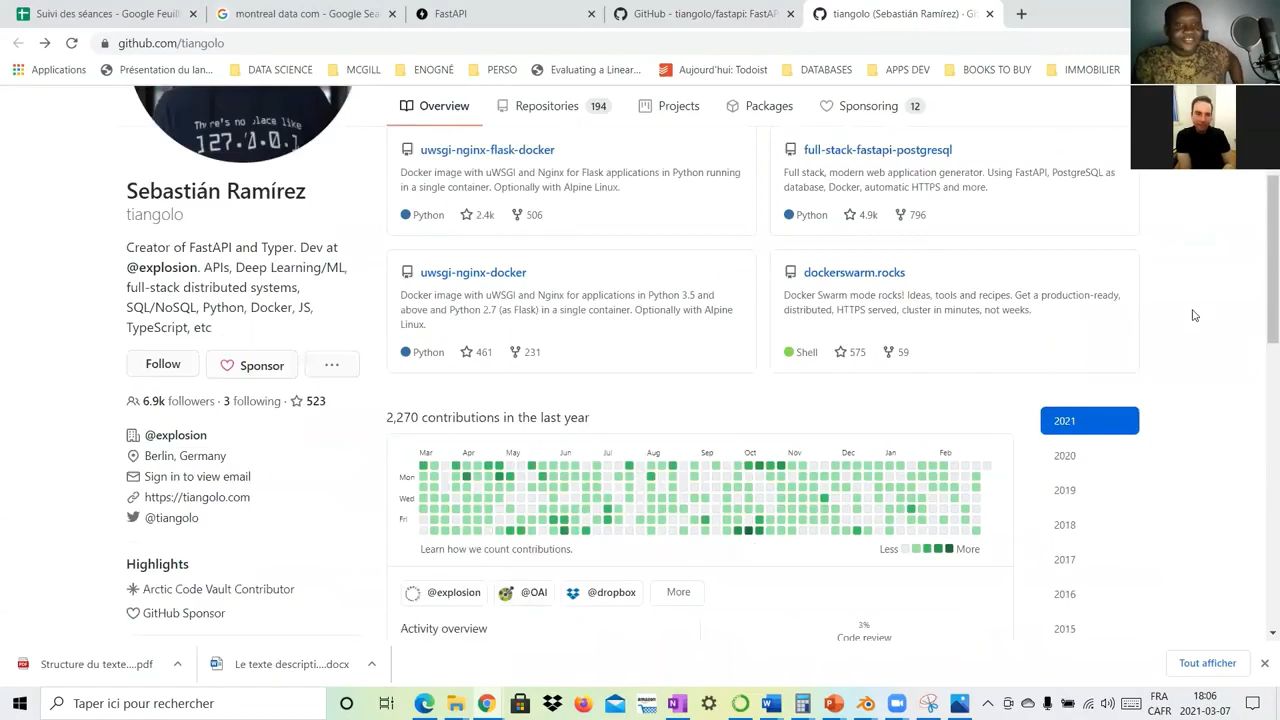 Suivi des séances - Google Feuill
montreal data com - Google Sea
FastAPI
GitHub - tiangolo/fastapi: FastAP
tiangolo (Sebastián Ramírez) · G
github.com/tiangolo
Applications
Présentation du lan...
DATA SCIENCE
MCGILL
ENOGNÉ
PERSO
Evaluating a Linear...
Aujourd'hui: Todoist
DATABASES
APPS DEV
BOOKS TO BUY
IMMOBILIER
There's no place like
127.0.0.1
Overview
Repositories 194
Projects
Packages
Sponsoring 12
Sebastián Ramírez
tiangolo
Creator of FastAPI and Typer. Dev at
@explosion. APIs, Deep Learning/ML,
full-stack distributed systems,
SQL/NoSQL, Python, Docker, JS,
TypeScript, etc
Follow
Sponsor
...
6.9k followers · 3 following · 523
@explosion
Berlin, Germany
Sign in to view email
https://tiangolo.com
@tiangolo
Highlights
Arctic Code Vault Contributor
GitHub Sponsor
uwsgi-nginx-flask-docker
Docker image with uWSGI and Nginx for Flask applications in Python running
in a single container. Optionally with Alpine Linux.
Python 2.4k 506
full-stack-fastapi-postgresql
Full stack, modern web application generator. Using FastAPI, PostgreSQL as
database, Docker, automatic HTTPS and more.
Python 4.9k 796
uwsgi-nginx-docker
Docker image with uWSGI and Nginx for applications in Python 3.5 and
above and Python 2.7 (as Flask) in a single container. Optionally with Alpine
Linux.
Python 461 231
dockerswarm.rocks
Docker Swarm mode rocks! Ideas, tools and recipes. Get a production-ready,
distributed, HTTPS served, cluster in minutes, not weeks.
Shell 575 59
2,270 contributions in the last year
Mar Apr May Jun Jul Aug Sep Oct Nov Dec Jan Feb
Mon
Wed
Fri
Learn how we count contributions.
Less More
@explosion
@OAI
@dropbox
More
Activity overview
3%
Code review
2021
2020
2019
2018
2017
2016
2015
Structure du texte....pdf
Le texte descripti....docx
Tout afficher
Taper ici pour rechercher
amazon
FRA
CAFR
18:06
2021-03-07